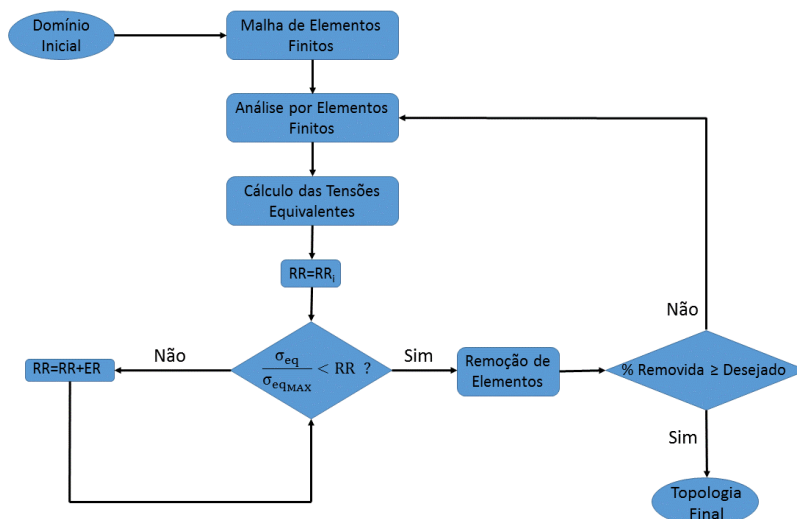 Domínio
Inicial
Malha de Elementos
Finitos
Análise por Elementos
Finitos
Cálculo das Tensões
Equivalentes
RR=RRᵢ
σeq
σeqMAX
< RR ?
Não
RR=RR+ER
Sim
Remoção de
Elementos
% Removida ≥ Desejado
Não
Sim
Topologia
Final